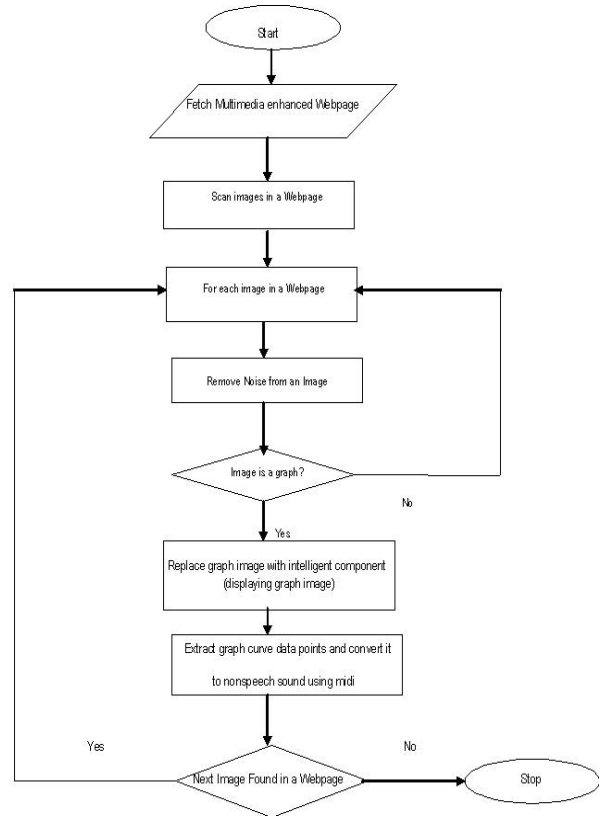 Start
Fetch Multimedia enhanced Webpage
Scan images in a Webpage
For each image in a Webpage
Remove Noise from an Image
Image is a graph?
No
Yes
Replace graph image with intelligent component
(displaying graph image)
Extract graph curve data points and convert it
to nonspeech sound using midi
Yes
No
Next Image Found in a Webpage
Stop